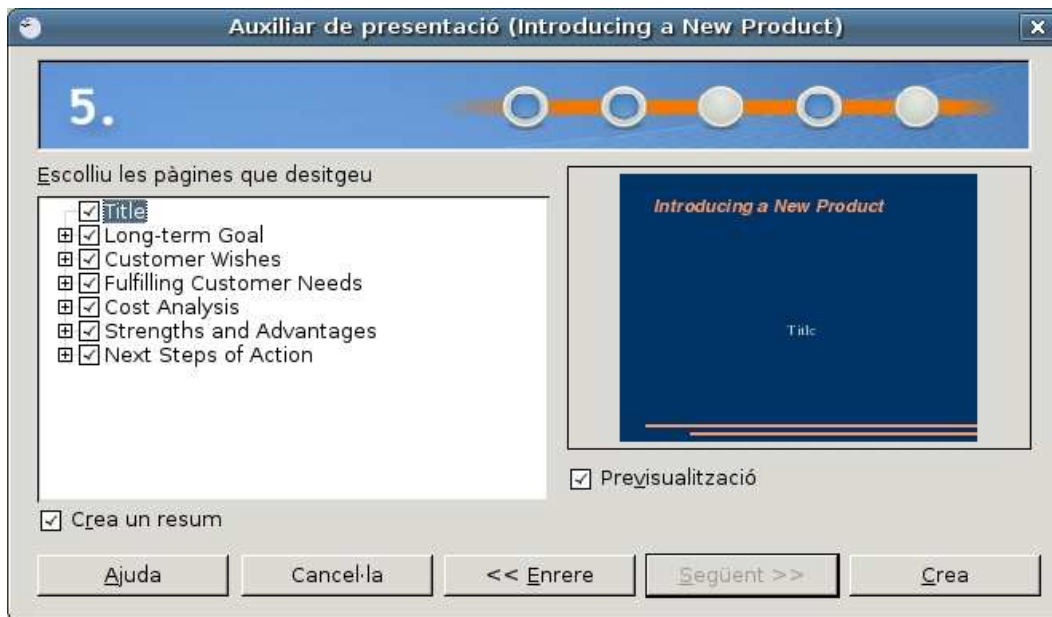 Auxiliar de presentació (Introducing a New Product)
5.
Escolliu les pàgines que desitgeu
Title
Long-term Goal
Customer Wishes
Fulfilling Customer Needs
Cost Analysis
Strengths and Advantages
Next Steps of Action
Crea un resum
Introducing a New Product
Title
Previsualització
Ajuda
Cancel·la
<< Enrere
Següent >>
Crea